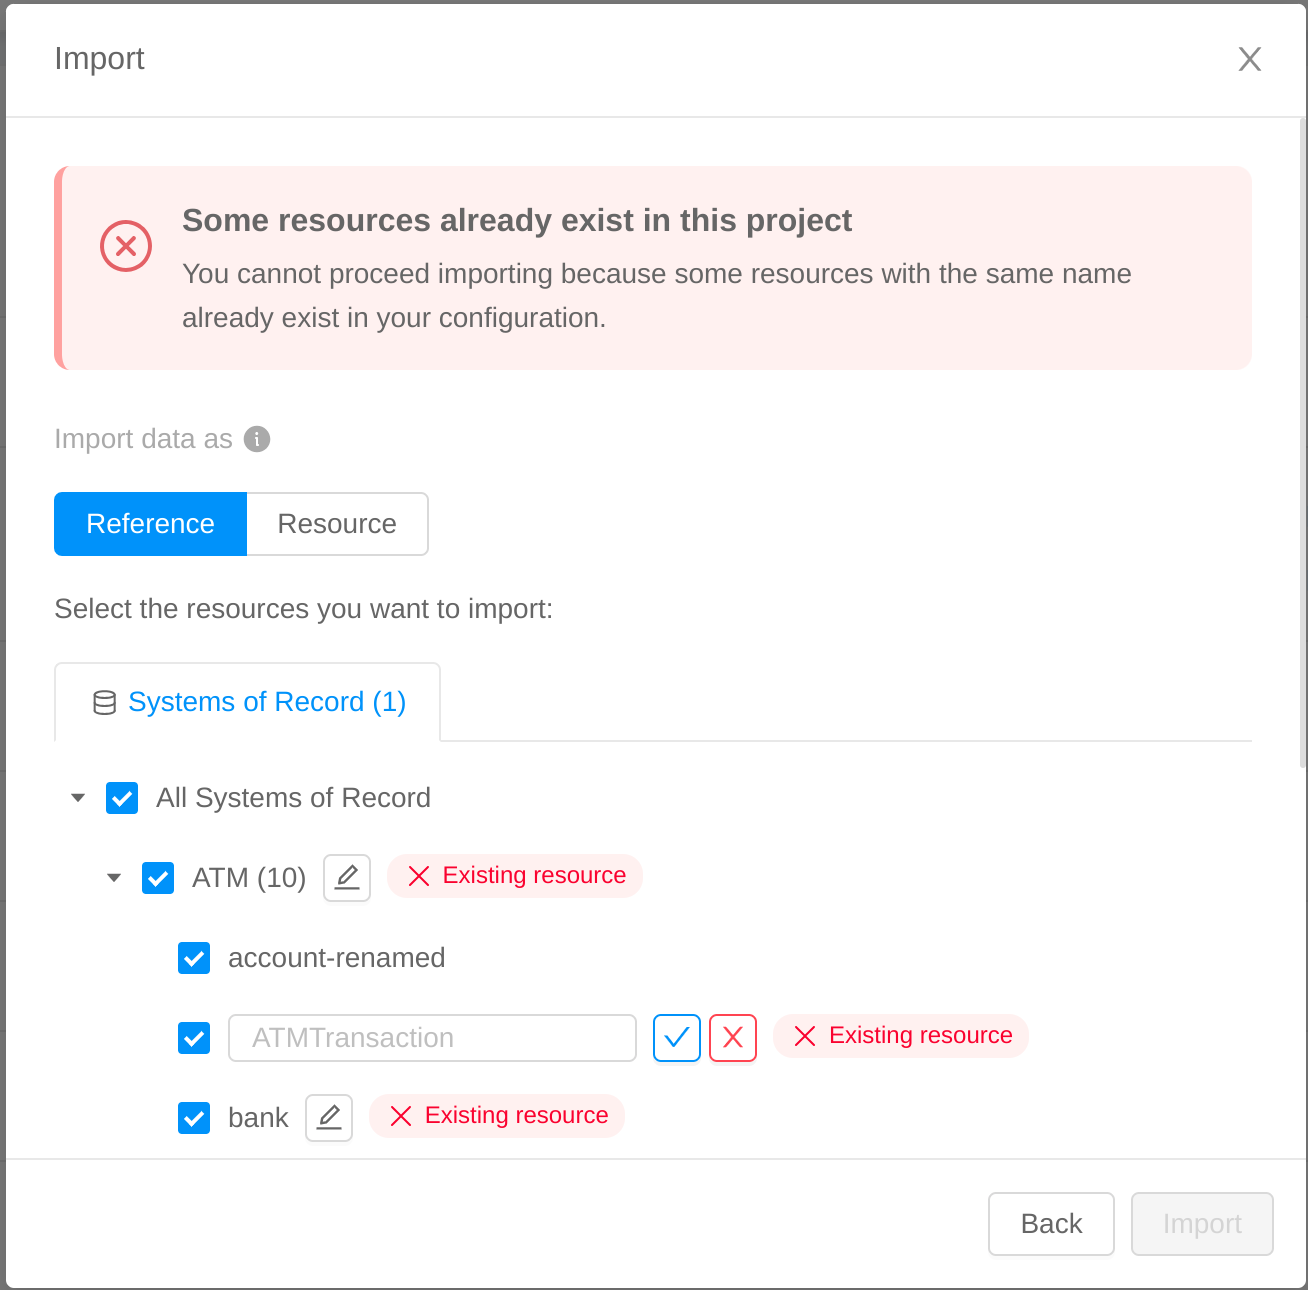 Import
Some resources already exist in this project
You cannot proceed importing because some resources with the same name
already exist in your configuration.
Import data as
Reference Resource
Select the resources you want to import:
Systems of Record (1)
All Systems of Record
ATM (10) Existing resource
account-renamed
ATMTransaction Existing resource
bank Existing resource
Back Import